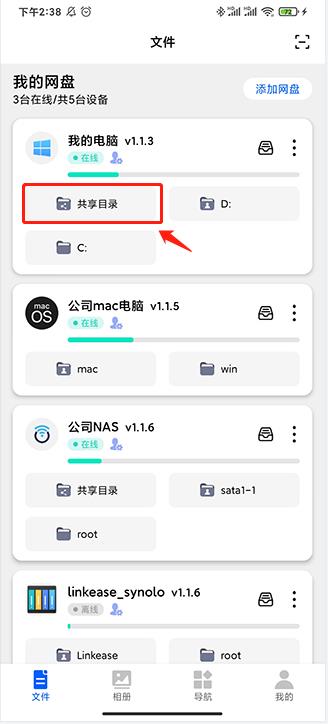 下午2:38
72
文件
我的网盘
3台在线/共5台设备
添加网盘
我的电脑 v1.1.3
在线
共享目录
D:
C:
mac
OS
公司mac电脑 v1.1.5
在线
mac
win
公司NAS v1.1.6
在线
共享目录
sata1-1
root
linkease_synolo v1.1.6
离线
Linkease
root
文件
相册
导航
我的